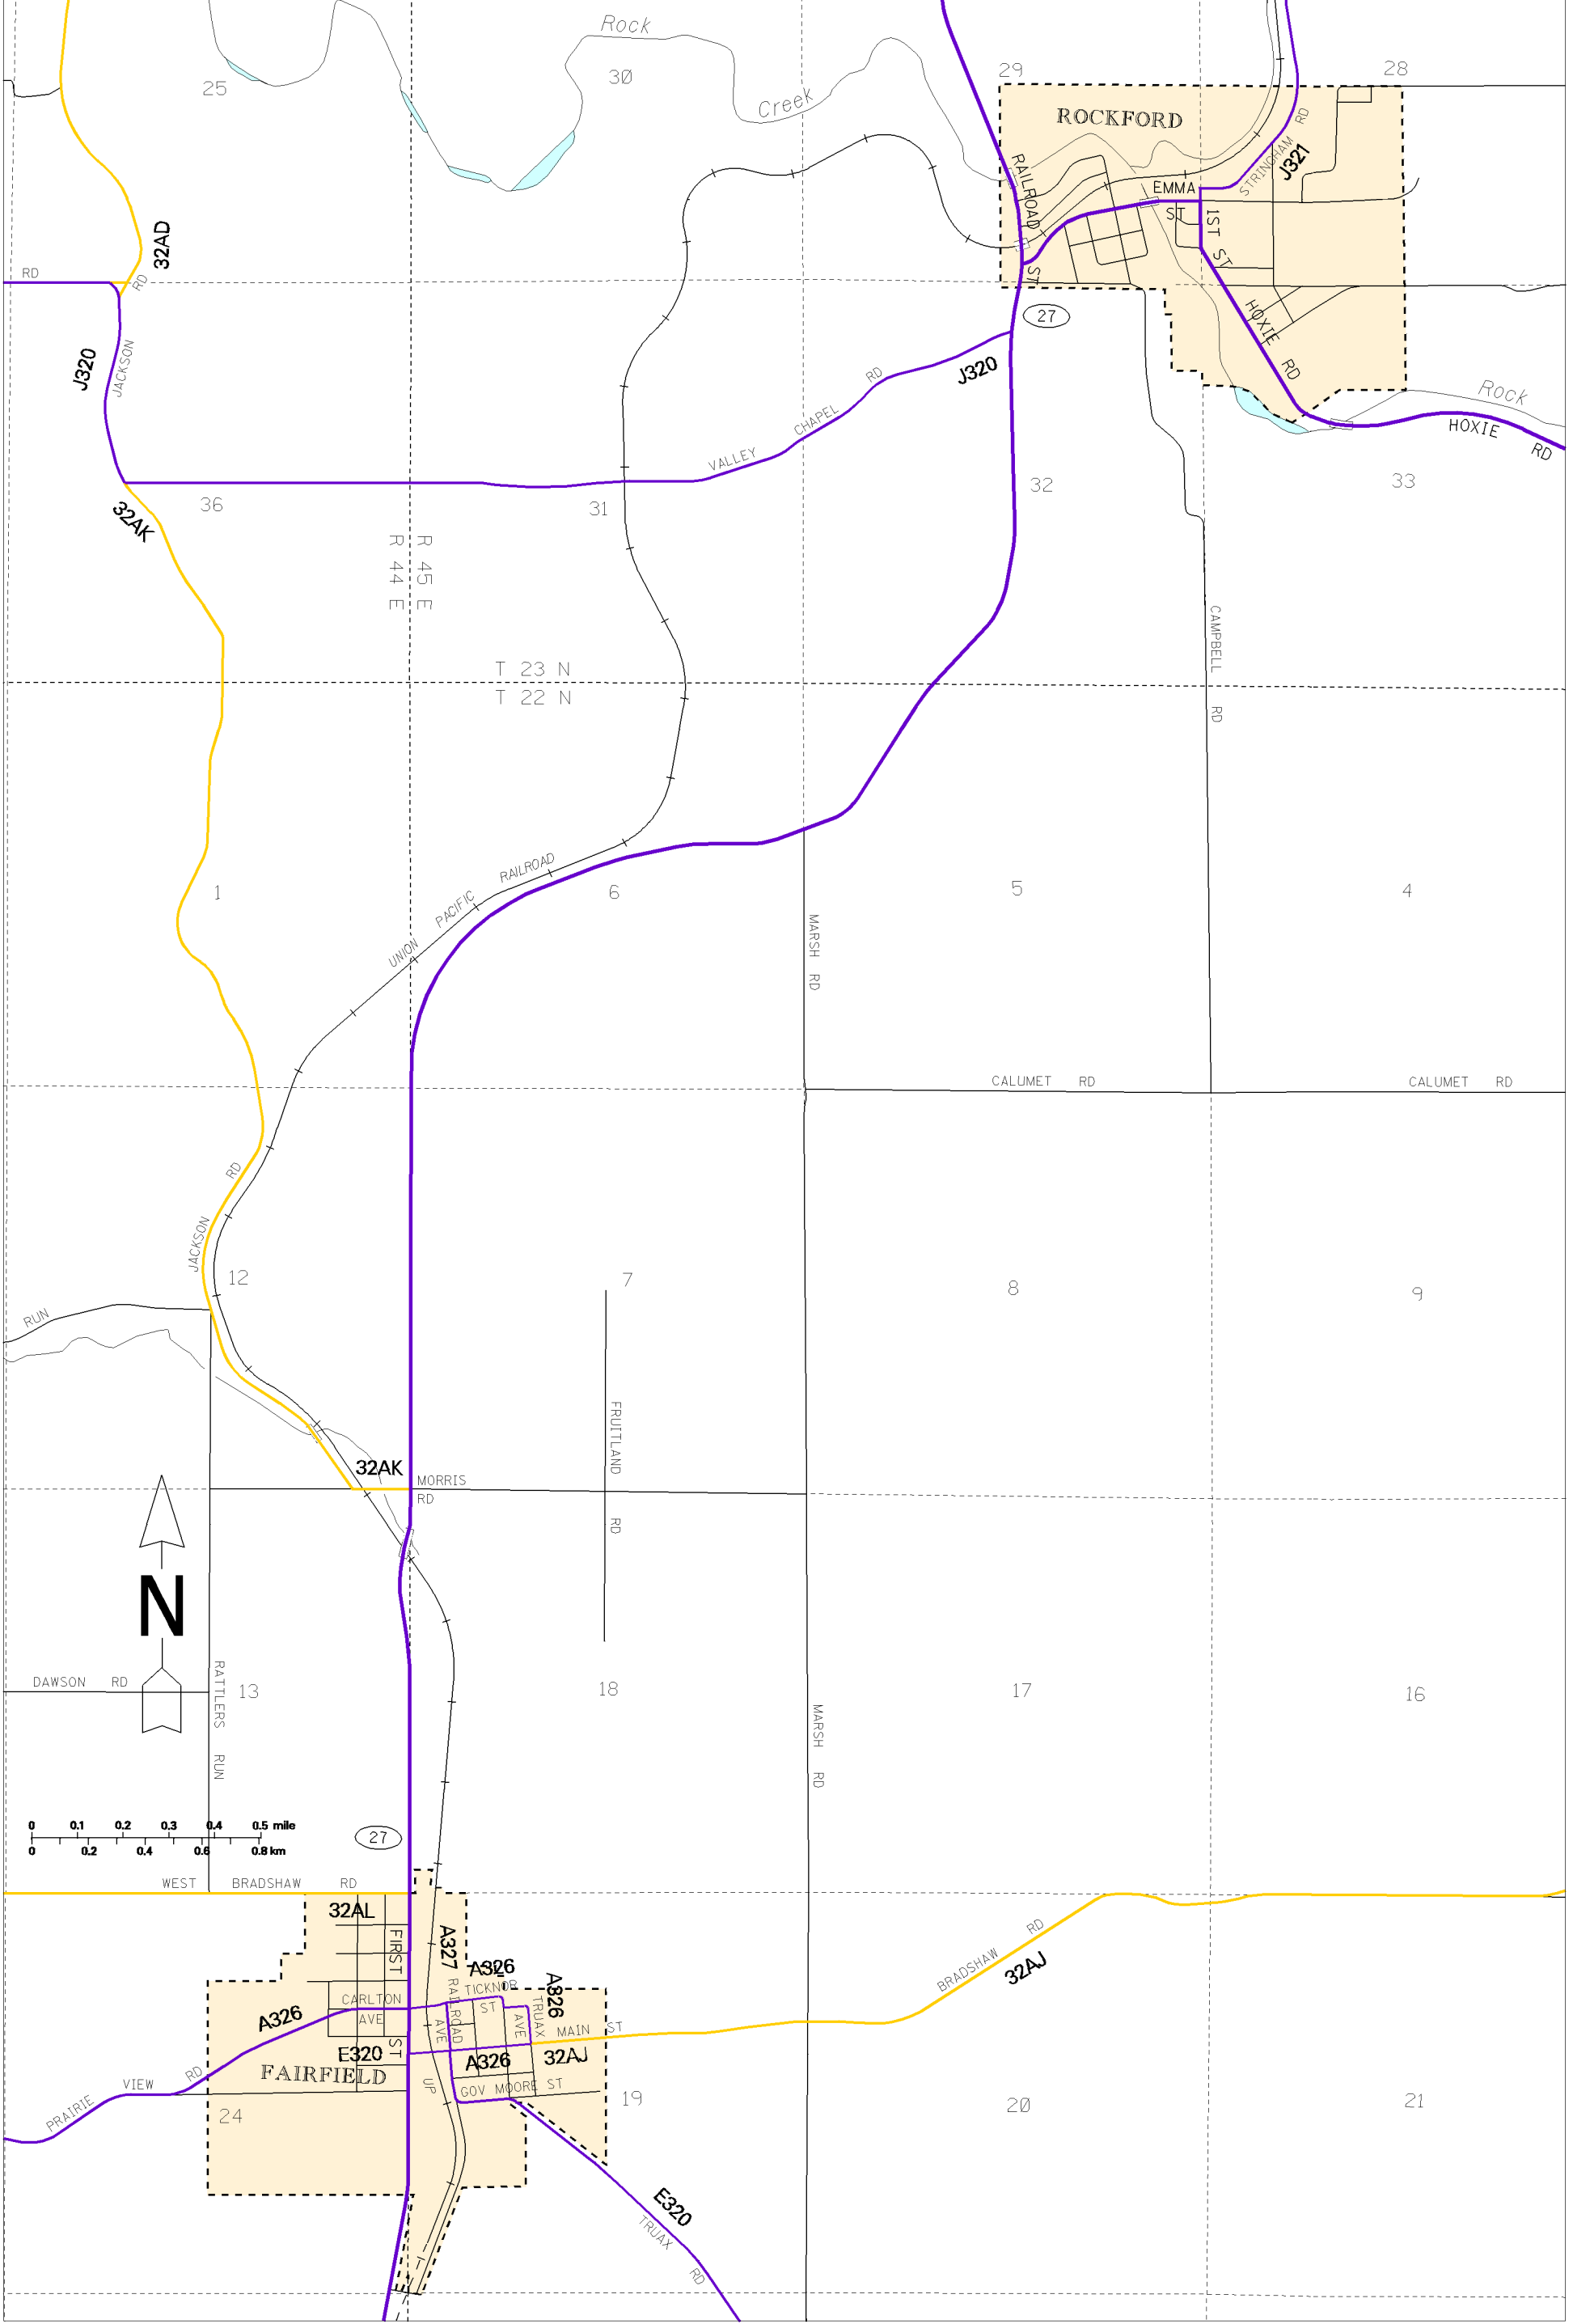 Rock
25
30
Creek
29
28
ROCKFORD
RD
STRINGHAM
J321
RAILROAD
ST
EMMA
ST
1ST
ST
32AD
RD
RD
27
HOXIE
RD
J320
JACKSON
J320
VALLEY CHAPEL RD
Rock
HOXIE RD
32AK
36
31
32
33
R 44 E
R 45 E
T 23 N
T 22 N
CAMPBELL RD
1
6
5
4
UNION PACIFIC RAILROAD
MARSH RD
CALUMET RD
CALUMET RD
JACKSON RD
12
7
8
9
RUN
FRUITLAND RD
32AK
MORRIS
RD
N
DAWSON RD
RATTLERS RUN
13
18
17
16
MARSH RD
0 0.1 0.2 0.3 0.4 0.5 mile
0 0.2 0.4 0.6 0.8 km
27
WEST BRADSHAW RD
32AL
FIRST
ST
A327
A326
TICKNOR
ST
A326
TRUAX
AVE
RAILROAD
AVE
CARLTON
AVE
A326
MAIN ST
BRADSHAW RD
32AJ
E320
A326
32AJ
FAIRFIELD
PRAIRIE VIEW RD
UP
GOV MOORE ST
24
19
20
21
E320
TRUAX RD